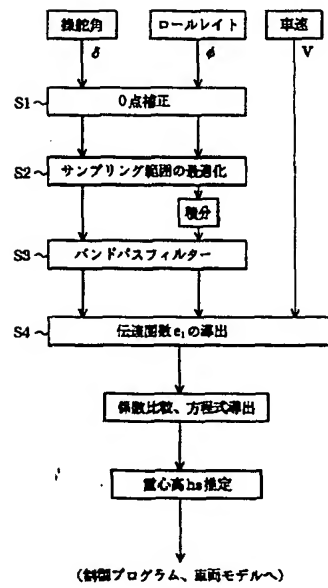 操舵角
ロールレイト
車速
δ
φ
V
S1
0点補正
S2
サンプリング範囲の最適化
積分
S3
バンドパスフィルター
S4
伝達関数e₁の導出
係数比較、方程式導出
重心高hs推定
(制御プログラム、車両モデルへ)